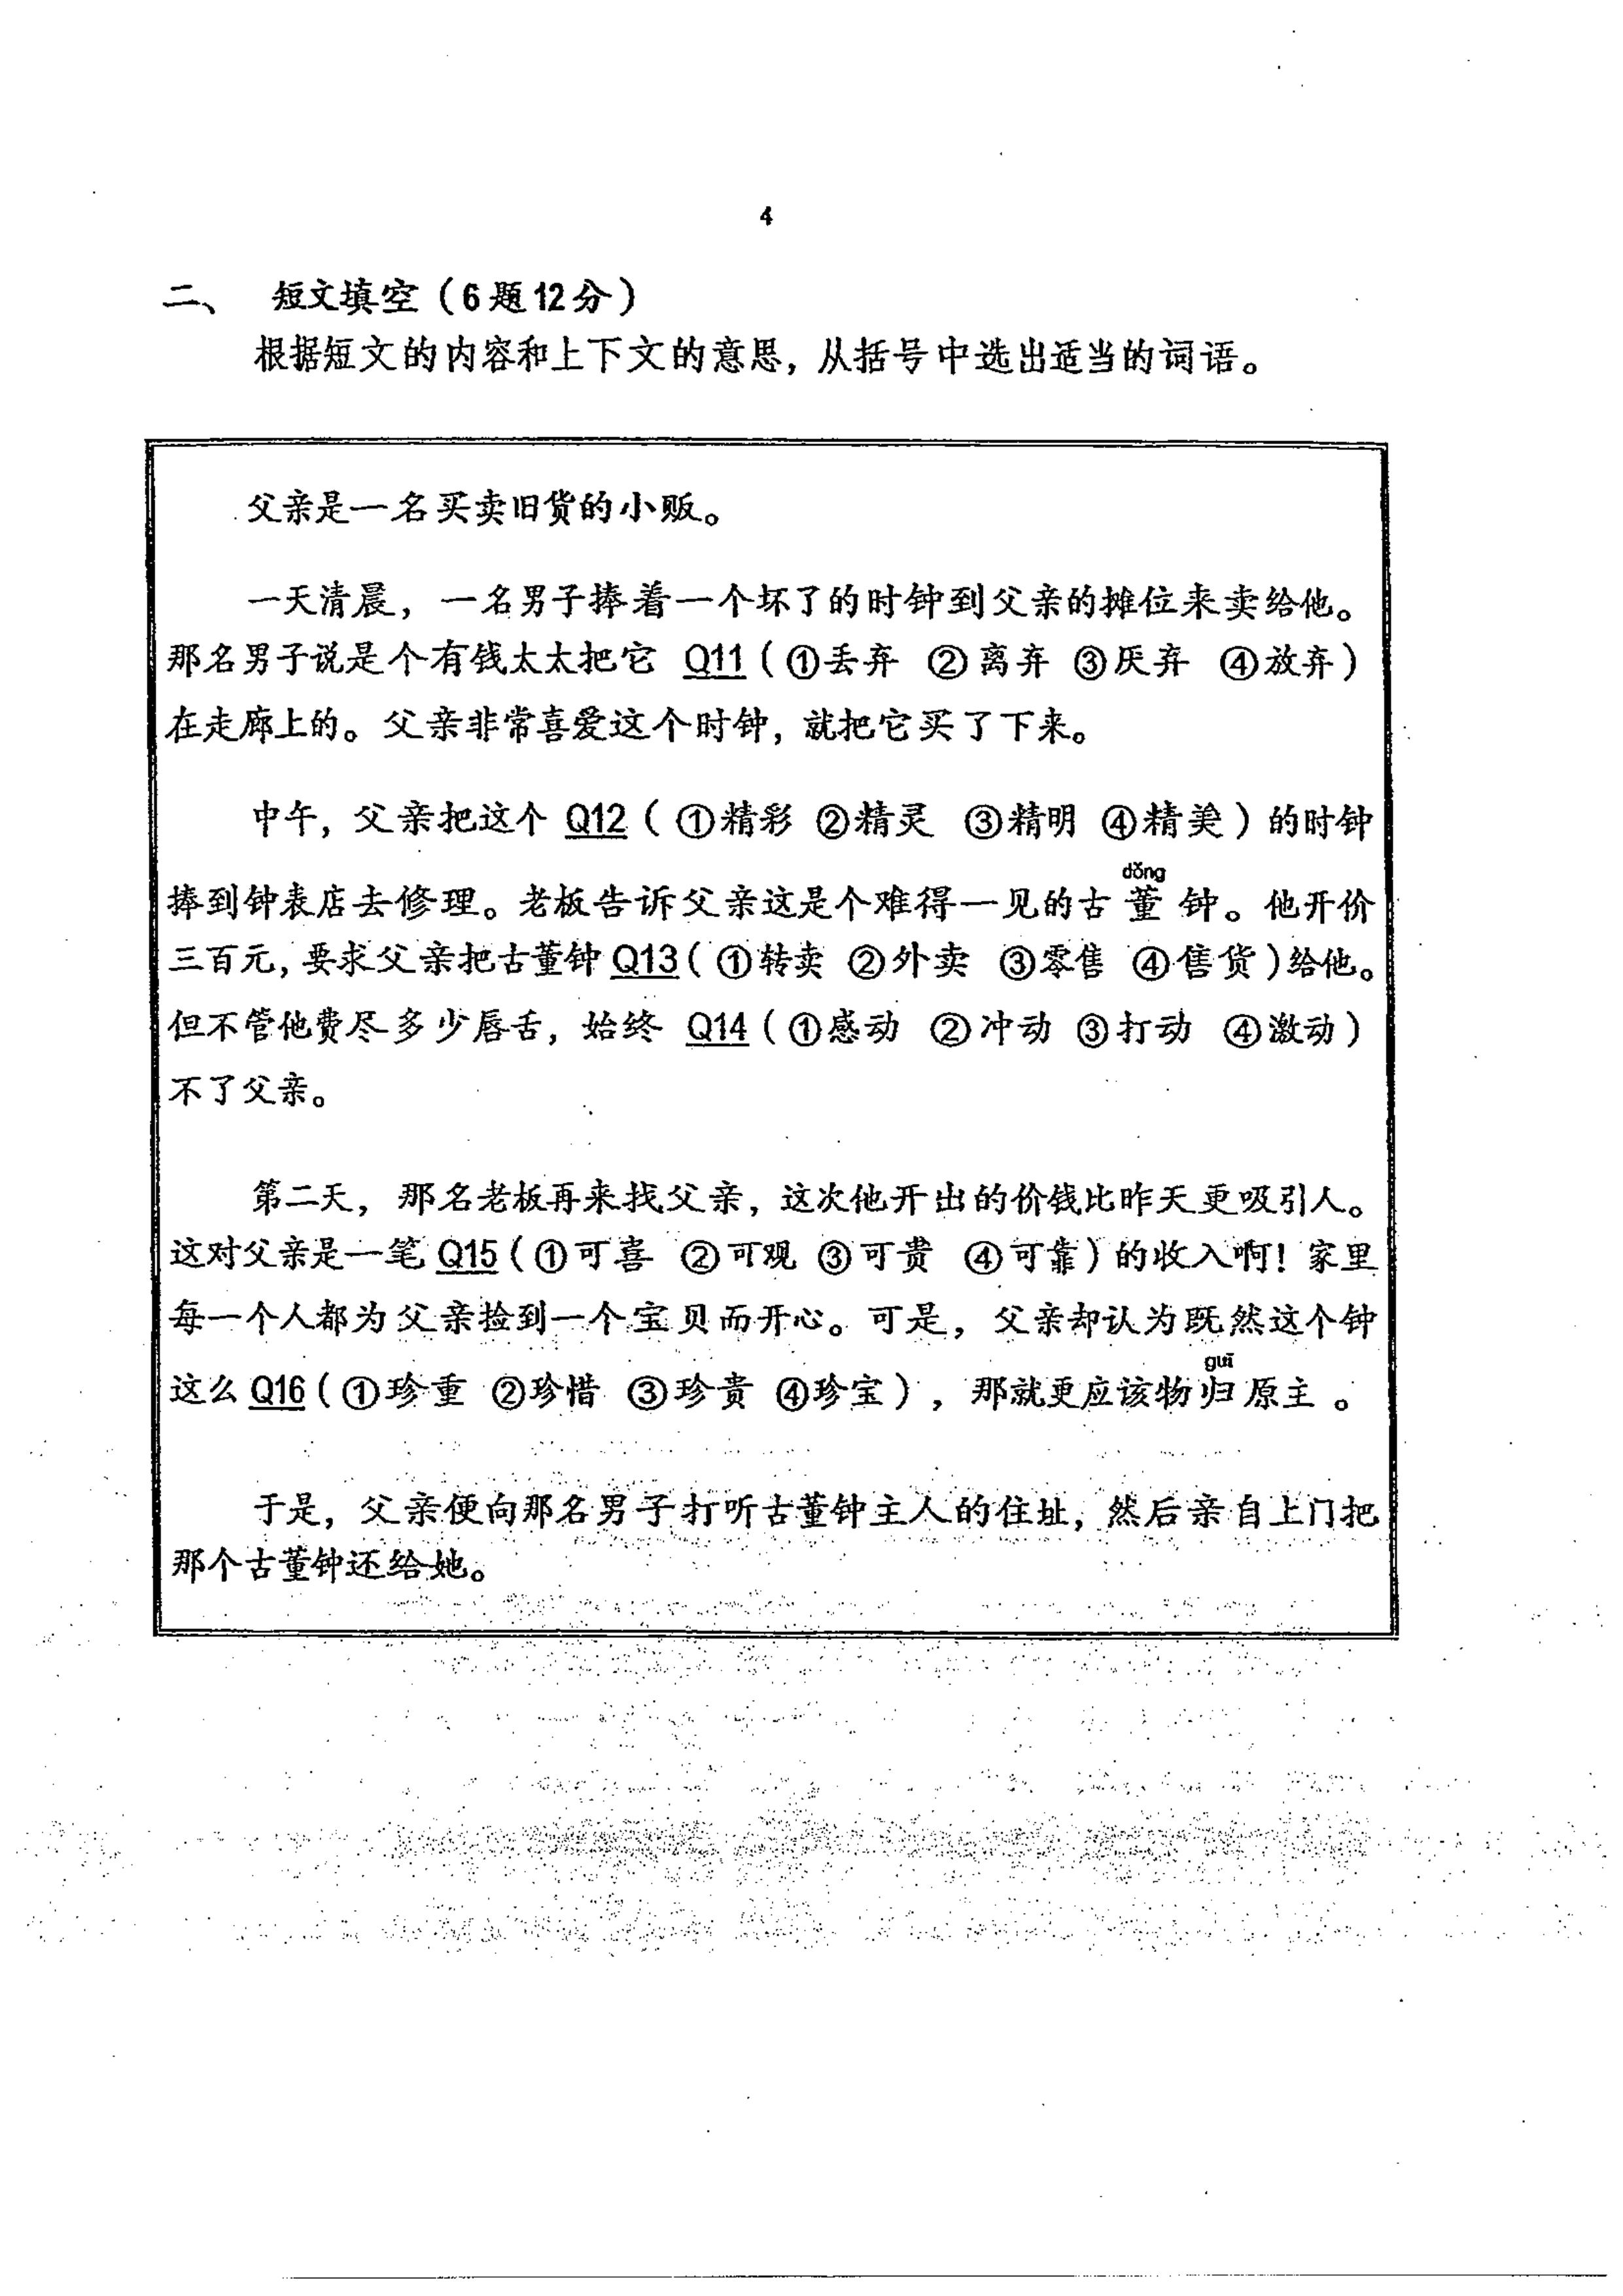 4
二、 短文填空（6题12分）
根据短文的内容和上下文的意思，从括号中选出适当的词语。
父亲是一名买卖旧货的小贩。
一天清晨，一名男子捧着一个坏了的时钟到父亲的摊位来卖给他。
那名男子说是个有钱太太把它 Q11（①丢弃 ②离弃 ③厌弃 ④放弃）
在走廊上的。父亲非常喜爱这个时钟，就把它买了下来。
中午，父亲把这个 Q12（①精彩 ②精灵 ③精明 ④精美）的时钟
dǒng
捧到钟表店去修理。老板告诉父亲这是个难得一见的古董钟。他开价
三百元，要求父亲把古董钟 Q13（①转卖 ②外卖 ③零售 ④售货）给他。
但不管他费尽多少唇舌，始终 Q14（①感动 ②冲动 ③打动 ④激动）
不了父亲。
第二天，那名老板再来找父亲，这次他开出的价钱比昨天更吸引人。
这对父亲是一笔 Q15（①可喜 ②可观 ③可贵 ④可靠）的收入啊！家里
每一个人都为父亲捡到一个宝贝而开心。可是，父亲却认为既然这个钟
guī
这么 Q16（①珍重 ②珍惜 ③珍贵 ④珍宝），那就更应该物归原主。
于是，父亲便向那名男子打听古董钟主人的住址，然后亲自上门把
那个古董钟还给她。